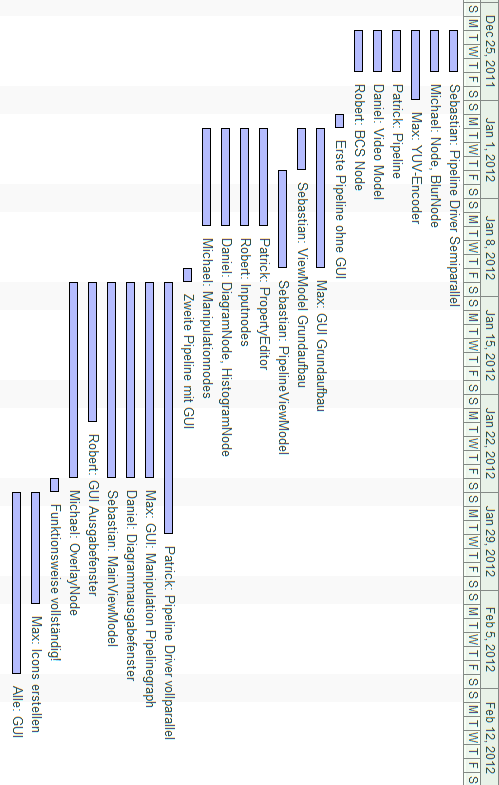 Dec 25, 2011 Jan 1, 2012 Jan 8, 2012 Jan 15, 2012 Jan 22, 2012 Jan 29, 2012 Feb 5, 2012 Feb 12, 2012
S M T W T F S S M T W T F S S M T W T F S S M T W T F S S M T W T F S S M T W T F S S M T W T F S S M T W T F S
Sebastian: Pipeline Driver Semiparallel
Michael: Node, BlurNode
Max: YUV-Encoder
Patrick: Pipeline
Daniel: Video Model
Robert: BCS Node
Erste Pipeline ohne GUI
Max: GUI Grundaufbau
Sebastian: ViewModel Grundaufbau
Sebastian: PipelineViewModel
Patrick: PropertyEditor
Robert: Inputnodes
Daniel: DiagramNode, HistogramNode
Michael: Manipulationnodes
Zweite Pipeline mit GUI
Patrick: Pipeline Driver vollparallel
Max: GUI: Manipulation Pipelinegraph
Daniel: Diagrammausgabefenster
Sebastian: MainViewModel
Robert: GUI Ausgabefenster
Michael: OverlayNode
Funktionsweise vollständig!
Max: Icons erstellen
Alle: GUI